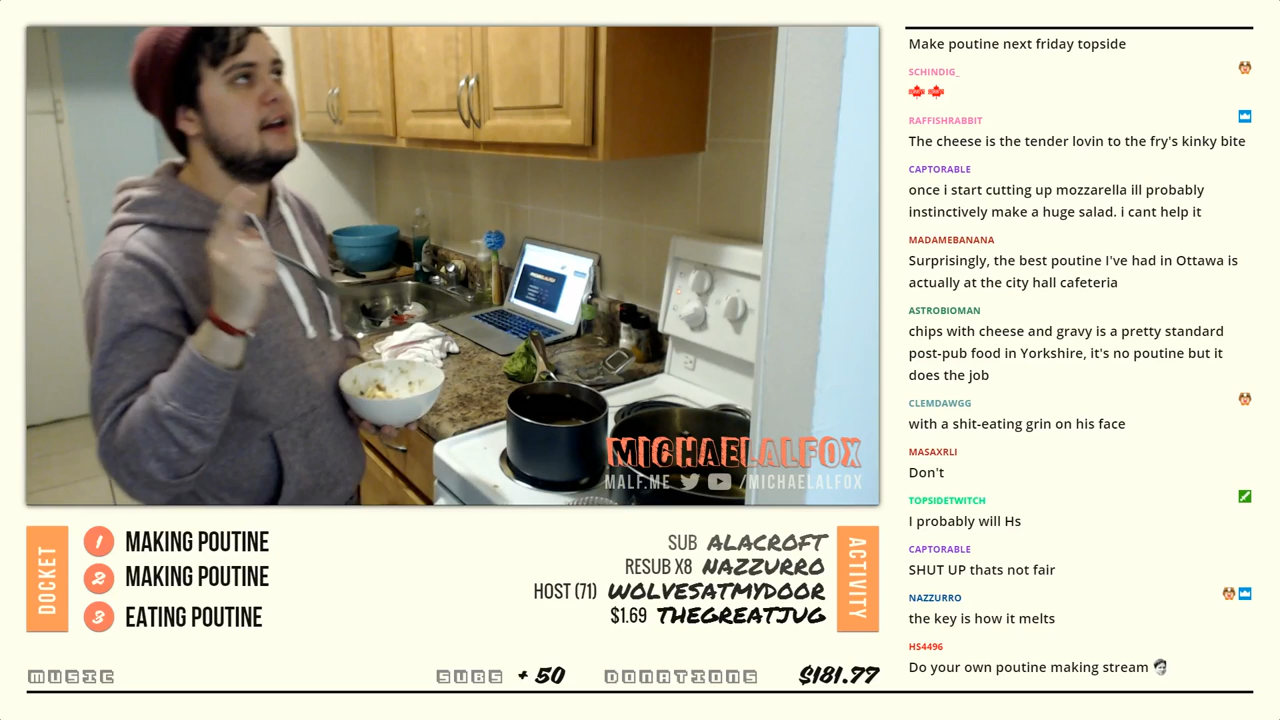 MICHAELALFOX
MALF.ME /MICHAELALFOX
DOCKET
1 MAKING POUTINE
2 MAKING POUTINE
3 EATING POUTINE
SUB ALACROFT
RESUB X8 NAZZURRO
HOST (71) WOLVESATMYDOOR
$1.69 THEGREATJUG
ACTIVITY
MUSIC
SUBS + 50
DONATIONS $181.77
Make poutine next friday topside
SCHINDIG_
RAFFISHRABBIT
The cheese is the tender lovin to the fry's kinky bite
CAPTORABLE
once i start cutting up mozzarella ill probably
instinctively make a huge salad. i cant help it
MADAMEBANANA
Surprisingly, the best poutine I've had in Ottawa is
actually at the city hall cafeteria
ASTROBIOMAN
chips with cheese and gravy is a pretty standard
post-pub food in Yorkshire, it's no poutine but it
does the job
CLEMDAWGG
with a shit-eating grin on his face
MASAXRLI
Don't
TOPSIDETWITCH
I probably will Hs
CAPTORABLE
SHUT UP thats not fair
NAZZURRO
the key is how it melts
HS4496
Do your own poutine making stream